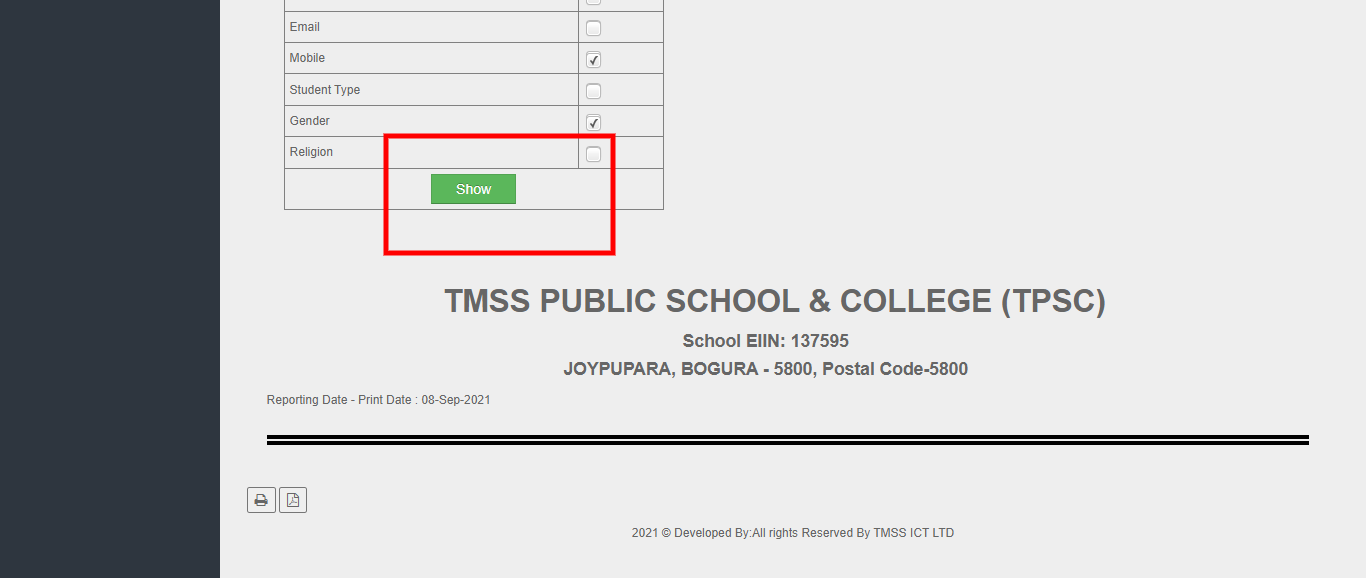 Email
Mobile
Student Type
Gender
Religion
Show
TMSS PUBLIC SCHOOL & COLLEGE (TPSC)
School EIIN: 137595
JOYPUPARA, BOGURA - 5800, Postal Code-5800
Reporting Date - Print Date : 08-Sep-2021
2021 © Developed By:All rights Reserved By TMSS ICT LTD